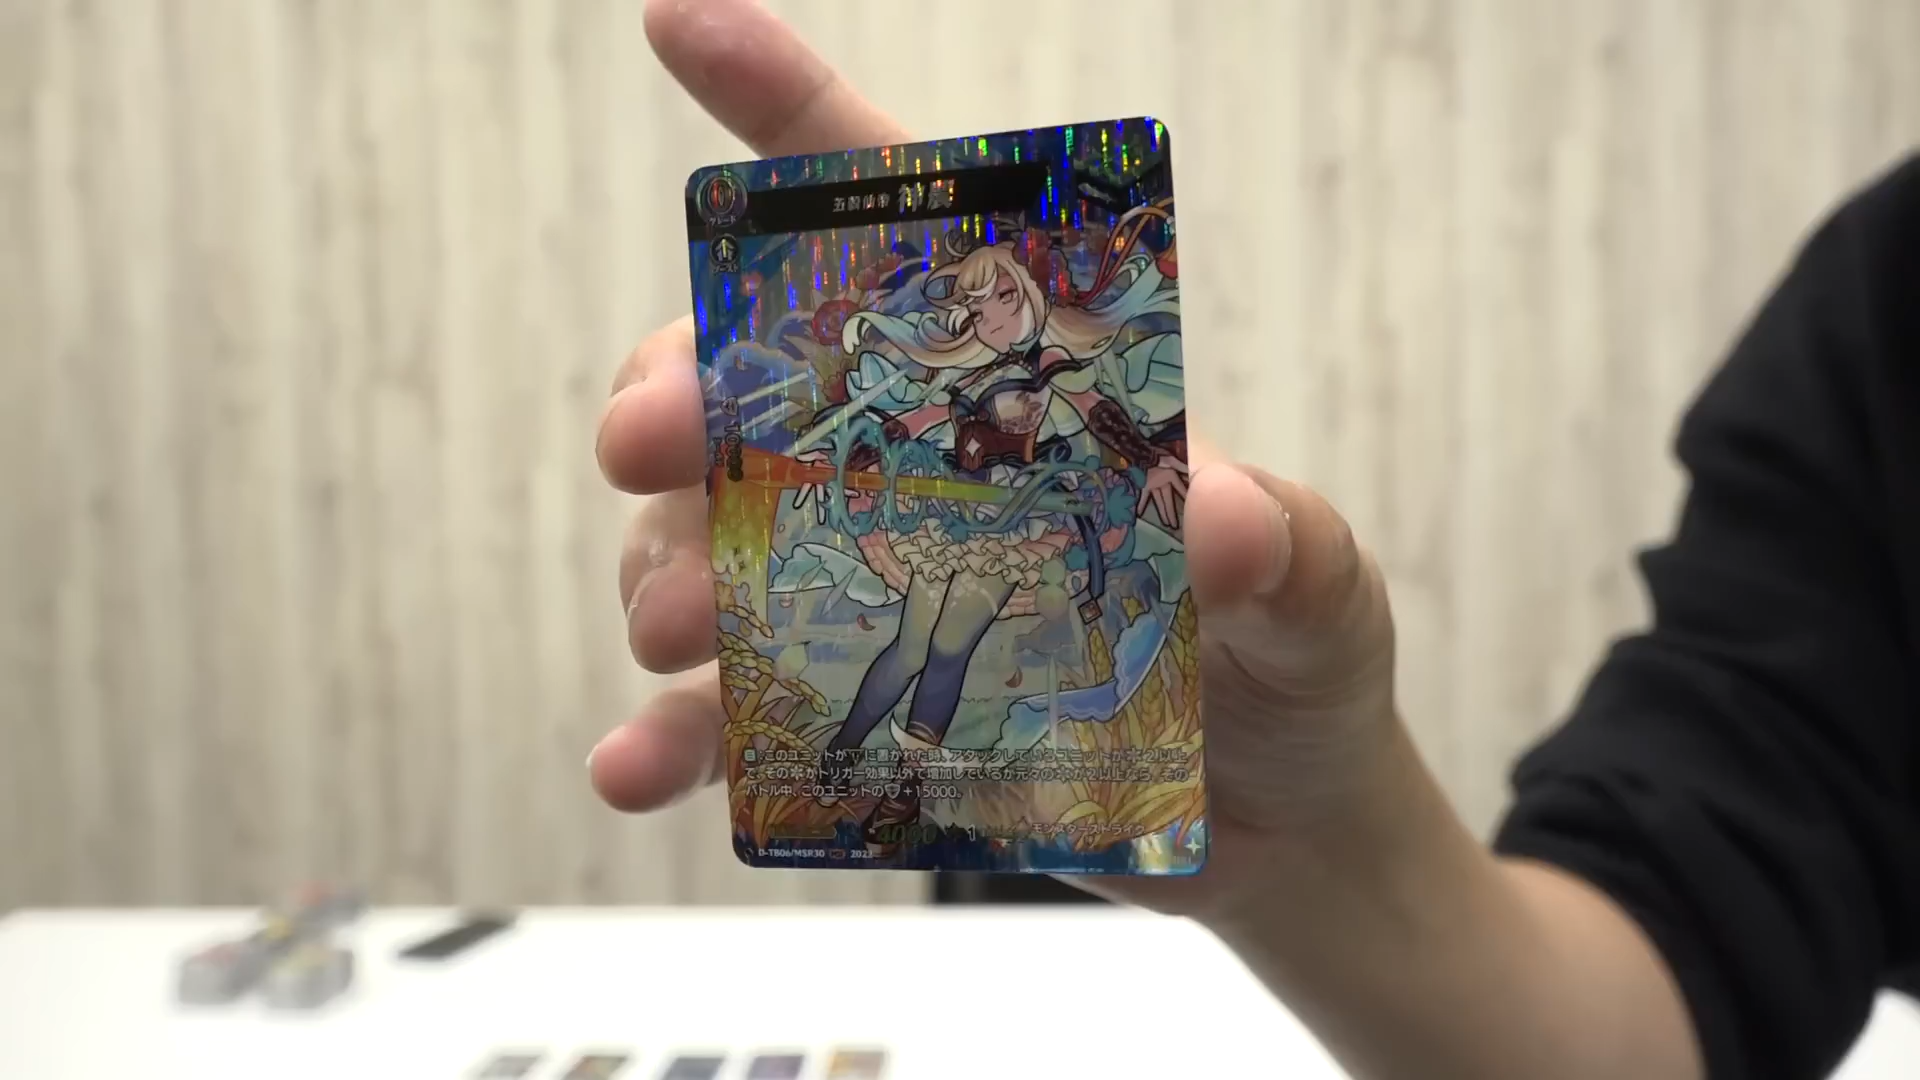 0
グレード
五穀仙帝 神農
ブースト
10000
自:このユニットがGに置かれた時、アタックしているユニットが☆2以上
で、その☆がトリガー効果以外で増加しているか元々の☆が2以上なら、その
バトル中、このユニットの+15000。
4000 1 モンスターストライク
D-TB06/MSR30 2023